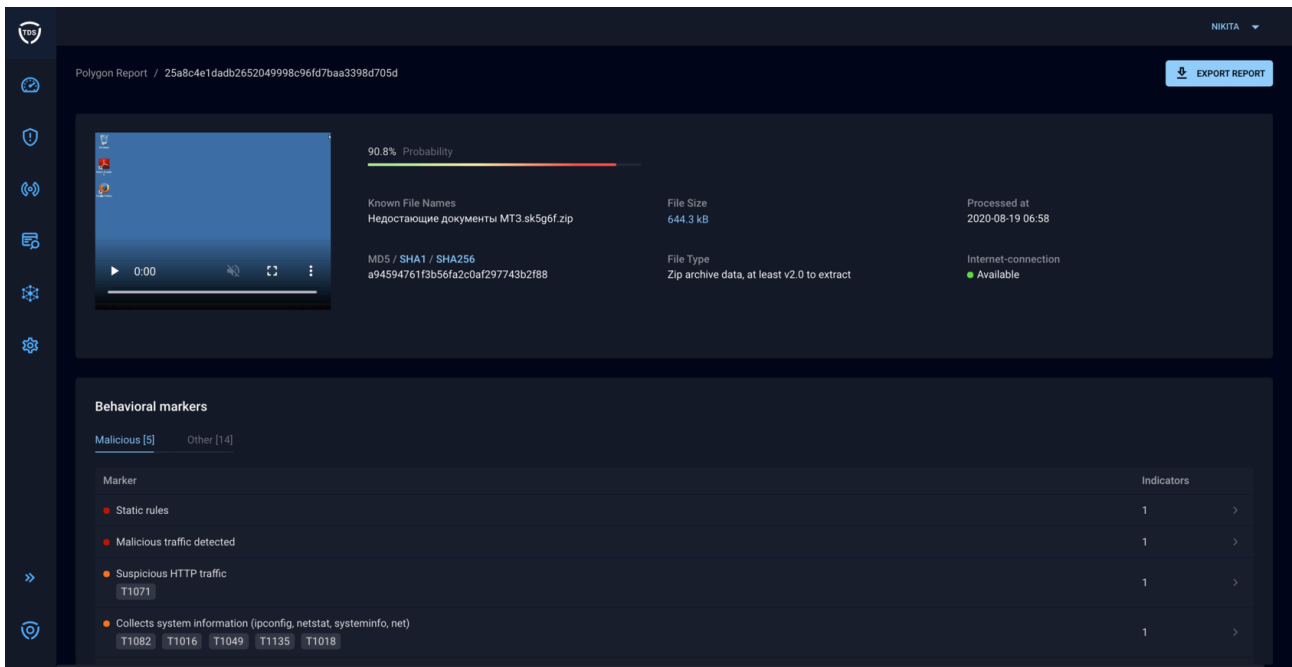 TDS
NIKITA
Polygon Report / 25a8c4e1dadb2652049998c96fd7baa3398d705d
EXPORT REPORT
90.8% Probability
Known File Names
File Size
Processed at
Недостающие документы МТЗ.sk5g6f.zip
644.3 kB
2020-08-19 06:58
MD5 / SHA1 / SHA256
File Type
Internet-connection
a94594761f3b56fa2c0af297743b2f88
Zip archive data, at least v2.0 to extract
Available
0:00
Behavioral markers
Malicious [5] Other [14]
Marker Indicators
Static rules 1
Malicious traffic detected 1
Suspicious HTTP traffic
T1071
1
Collects system information (ipconfig, netstat, systeminfo, net)
T1082 T1016 T1049 T1135 T1018
1